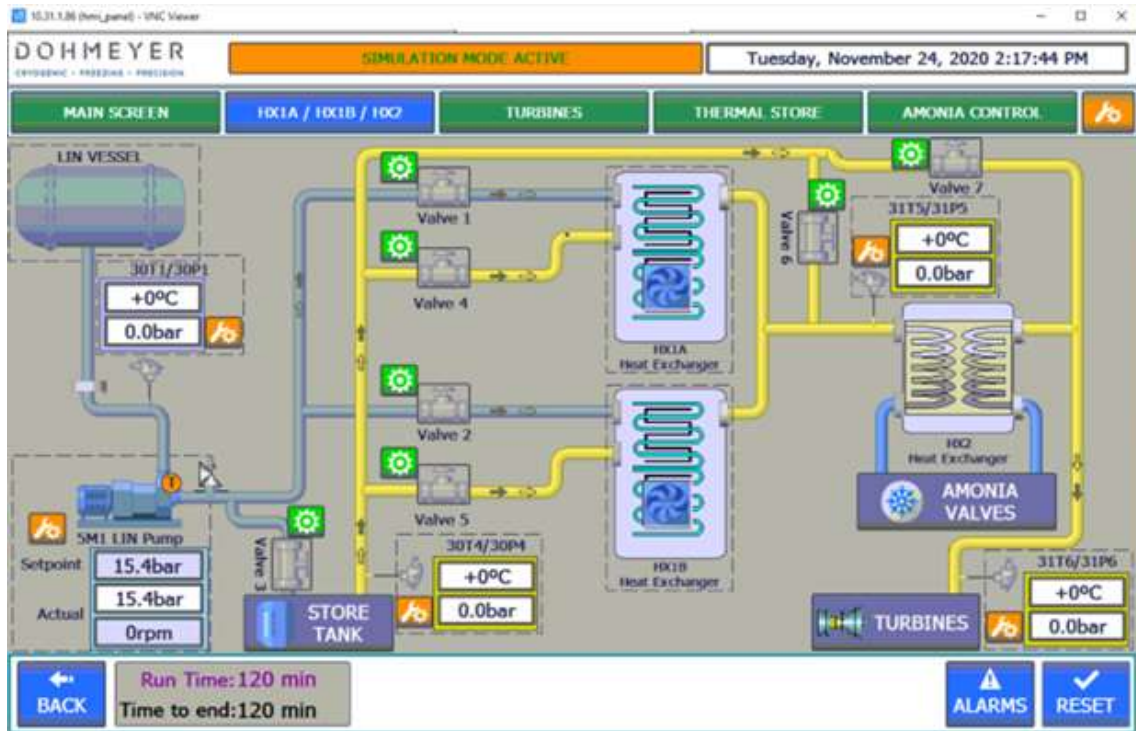 10.31.1.86 (hmi_panel) - VNC Viewer
DOHMEYER
CRYOGENIC - FREEZING - PRECISION
SIMULATION MODE ACTIVE
Tuesday, November 24, 2020 2:17:44 PM
MAIN SCREEN
HX1A / HX1B / HX2
TURBINES
THERMAL STORE
AMONIA CONTROL
LIN VESSEL
30T1/30P1
+0ºC
0.0bar
Valve 1
Valve 4
Valve 2
Valve 5
HX1A
Heat Exchanger
HX1B
Heat Exchanger
Valve 6
Valve 7
31T5/31P5
+0ºC
0.0bar
HX2
Heat Exchanger
AMONIA
VALVES
T
5M1 LIN Pump
Setpoint
15.4bar
Actual
15.4bar
0rpm
Valve 3
STORE
TANK
30T4/30P4
+0ºC
0.0bar
TURBINES
31T6/31P6
+0ºC
0.0bar
BACK
Run Time:120 min
Time to end:120 min
ALARMS
RESET